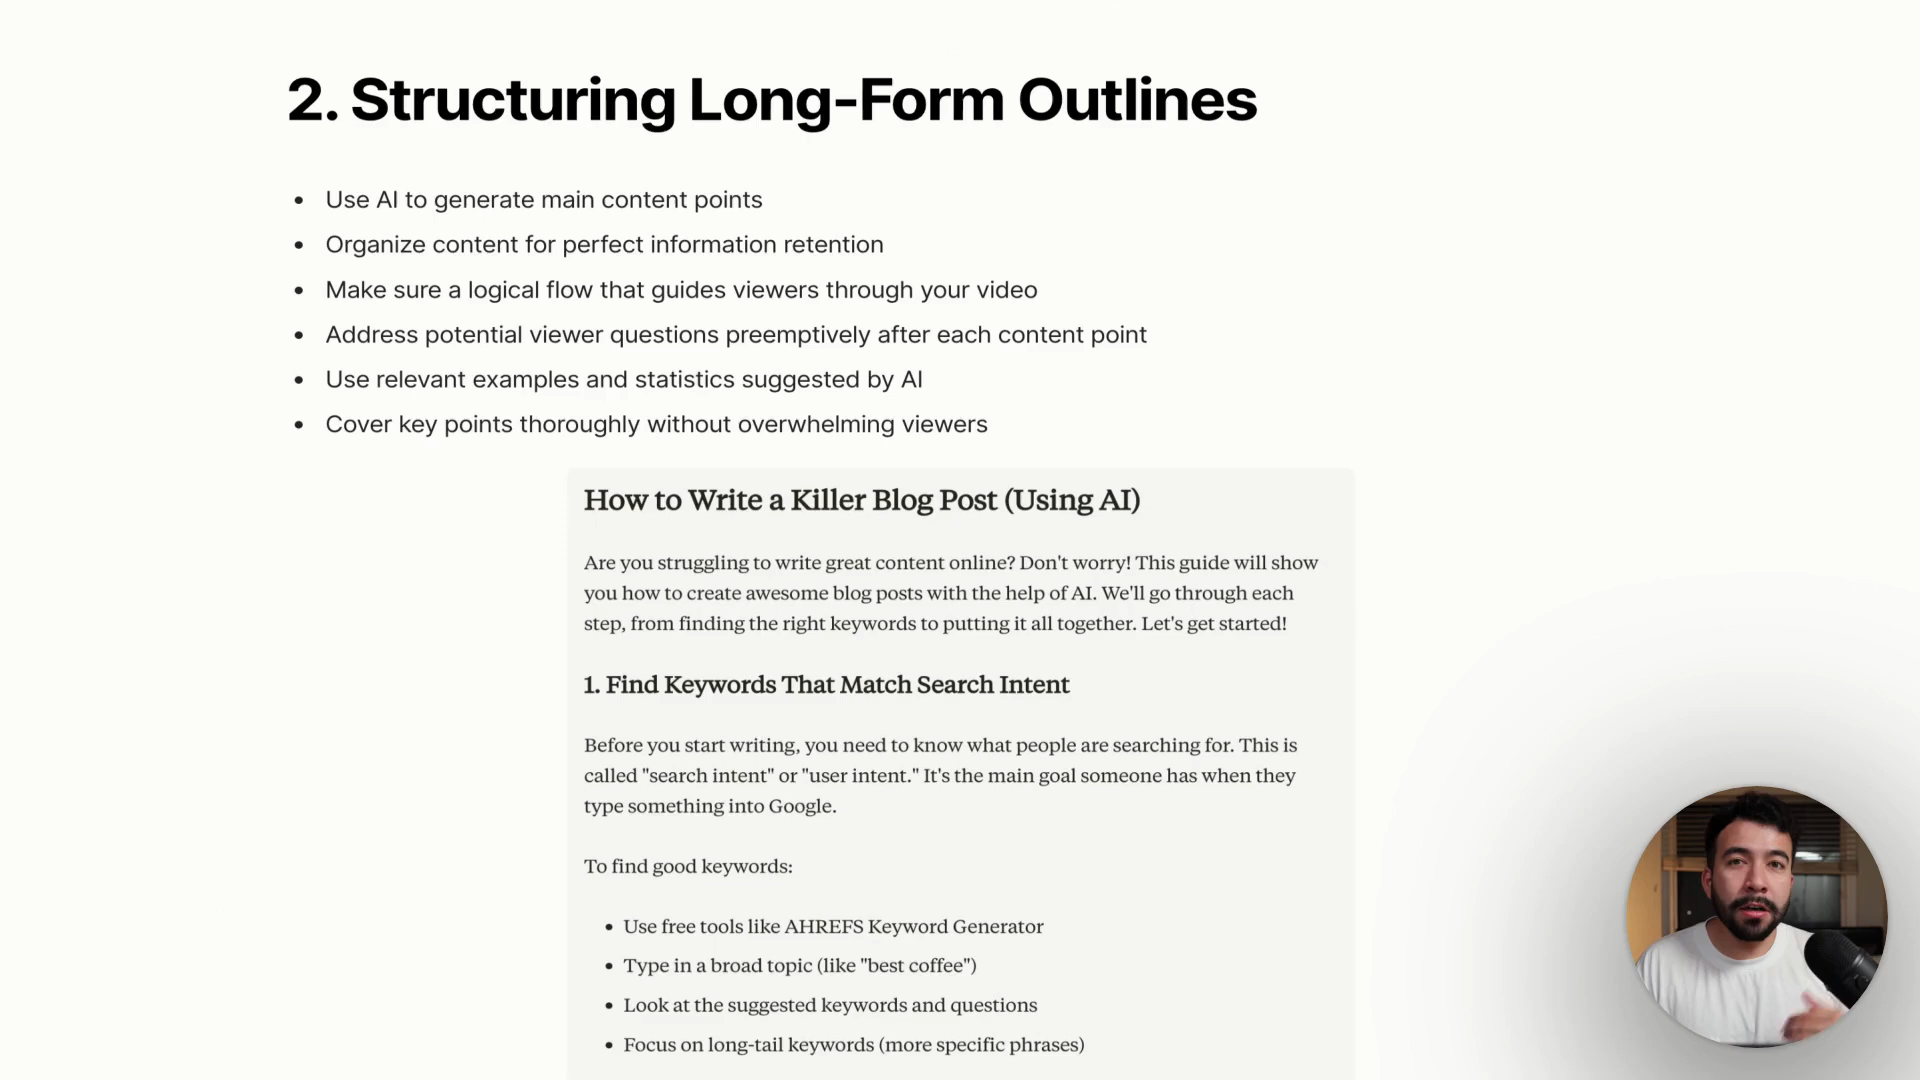 2. Structuring Long-Form Outlines
• Use AI to generate main content points
• Organize content for perfect information retention
• Make sure a logical flow that guides viewers through your video
• Address potential viewer questions preemptively after each content point
• Use relevant examples and statistics suggested by AI
• Cover key points thoroughly without overwhelming viewers
How to Write a Killer Blog Post (Using AI)
Are you struggling to write great content online? Don't worry! This guide will show
you how to create awesome blog posts with the help of AI. We'll go through each
step, from finding the right keywords to putting it all together. Let's get started!
1. Find Keywords That Match Search Intent
Before you start writing, you need to know what people are searching for. This is
called "search intent" or "user intent." It's the main goal someone has when they
type something into Google.
To find good keywords:
• Use free tools like AHREFS Keyword Generator
• Type in a broad topic (like "best coffee")
• Look at the suggested keywords and questions
• Focus on long-tail keywords (more specific phrases)